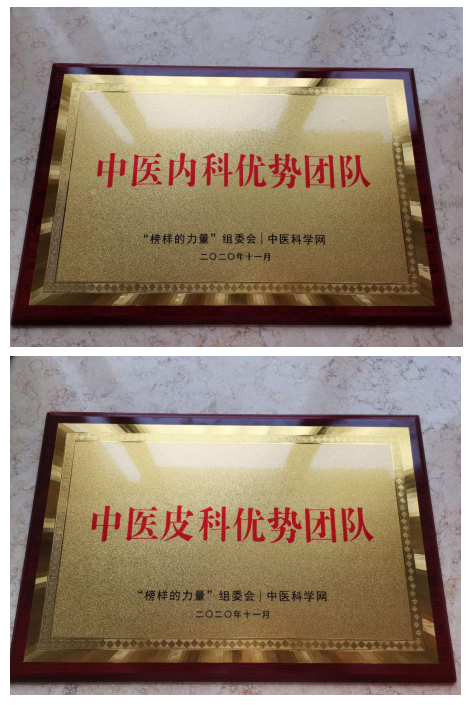 中医内科优势团队
“榜样的力量”组委会|中医科学网
二〇二〇年十一月
中医皮科优势团队
“榜样的力量”组委会|中医科学网
二〇二〇年十一月